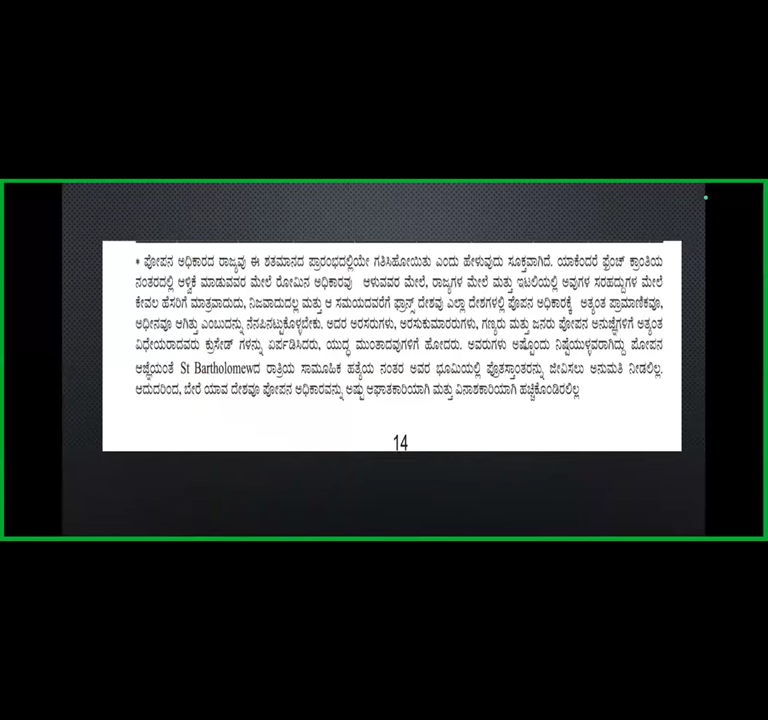 * ಪೋಪನ ಅಧಿಕಾರದ ರಾಜ್ಯವು ಈ ಶತಮಾನದ ಪ್ರಾರಂಭದಲ್ಲಿಯೇ ಗತಿಸಿಹೋಯಿತು ಎಂದು ಹೇಳುವುದು ಸೂಕ್ತವಾಗಿದೆ. ಯಾಕೆಂದರೆ ಫ್ರೆಂಚ್ ಕ್ರಾಂತಿಯ
ನಂತರದಲ್ಲಿ ಆಳ್ವಿಕೆ ಮಾಡುವವರ ಮೇಲೆ ರೋಮಿನ ಅಧಿಕಾರವು ಆಳುವವರ ಮೇಲೆ, ರಾಜ್ಯಗಳ ಮೇಲೆ ಮತ್ತು ಇಟಲಿಯಲ್ಲಿ ಅವುಗಳ ಸರಹದ್ದುಗಳ ಮೇಲೆ
ಕೇವಲ ಹೆಸರಿಗೆ ಮಾತ್ರವಾದುದು, ನಿಜವಾದುದಲ್ಲ ಮತ್ತು ಆ ಸಮಯದವರೆಗೆ ಫ್ರಾನ್ಸ್ ದೇಶವು ಎಲ್ಲಾ ದೇಶಗಳಲ್ಲಿ ಪೊಪನ ಅಧಿಕಾರಕ್ಕೆ ಅತ್ಯಂತ ಪ್ರಾಮಾಣಿಕವೂ,
ಅಧೀನವೂ ಆಗಿತ್ತು ಎಂಬುದನ್ನು ನೆನಪಿನಟ್ಟುಕೊಳ್ಳಬೇಕು. ಅದರ ಅರಸರುಗಳು, ಅರಸುಕುಮಾರರುಗಳು, ಗಣ್ಯರು ಮತ್ತು ಜನರು ಪೋಪನ ಅನುಜ್ಞೆಗಳಿಗೆ ಅತ್ಯಂತ
ವಿಧೇಯರಾದವರು ಕ್ರುಸೇಡ್ ಗಳನ್ನು ಏರ್ಪಡಿಸಿದರು, ಯುದ್ಧ ಮುಂತಾದವುಗಳಿಗೆ ಹೋದರು. ಅವರುಗಳು ಅಷ್ಟೊಂದು ನಿಷ್ಠೆಯುಳ್ಳವರಾಗಿದ್ದು ಪೋಪನ
ಆಜ್ಞೆಯಂತೆ St Bartholomewದ ರಾತ್ರಿಯ ಸಾಮೂಹಿಕ ಹತ್ಯೆಯ ನಂತರ ಅವರ ಭೂಮಿಯಲ್ಲಿ ಪ್ರೊತಸ್ತಾಂತರನ್ನು ಜೀವಿಸಲು ಅನುಮತಿ ನೀಡಲಿಲ್ಲ.
ಆದುದರಿಂದ, ಬೇರೆ ಯಾವ ದೇಶವೂ ಪೋಪನ ಅಧಿಕಾರವನ್ನು ಅಷ್ಟು ಆಘಾತಕಾರಿಯಾಗಿ ಮತ್ತು ವಿನಾಶಕಾರಿಯಾಗಿ ಹಚ್ಚಿಕೊಂಡಿರಲಿಲ್ಲ
14